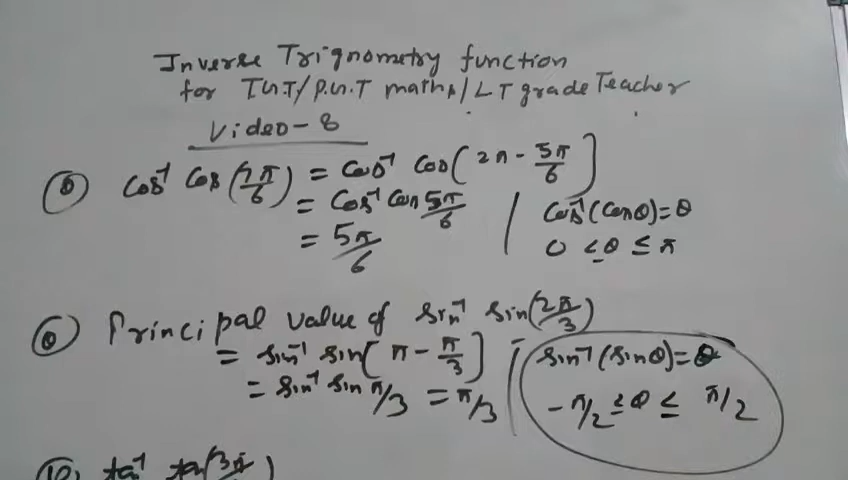 Inverse Trignometry function
for T.G.T/P.G.T maths/LT grade Teacher
Video-8
⑧ cos⁻¹ cos(7π/6) = cos⁻¹ cos(2π - 5π/6]
= cos⁻¹ cos 5π/6 | cos⁻¹(cosθ)=θ
= 5π/6 | 0 ≤ θ ≤ π
Principal value of sin⁻¹ sin(2π/3)
= sin⁻¹ sin[π - π/3] | sin⁻¹(sinθ)=θ
= sin⁻¹ sin π/3 = π/3 | -π/2 ≥ θ ≤ π/2
10. tan⁻¹ tan(3π